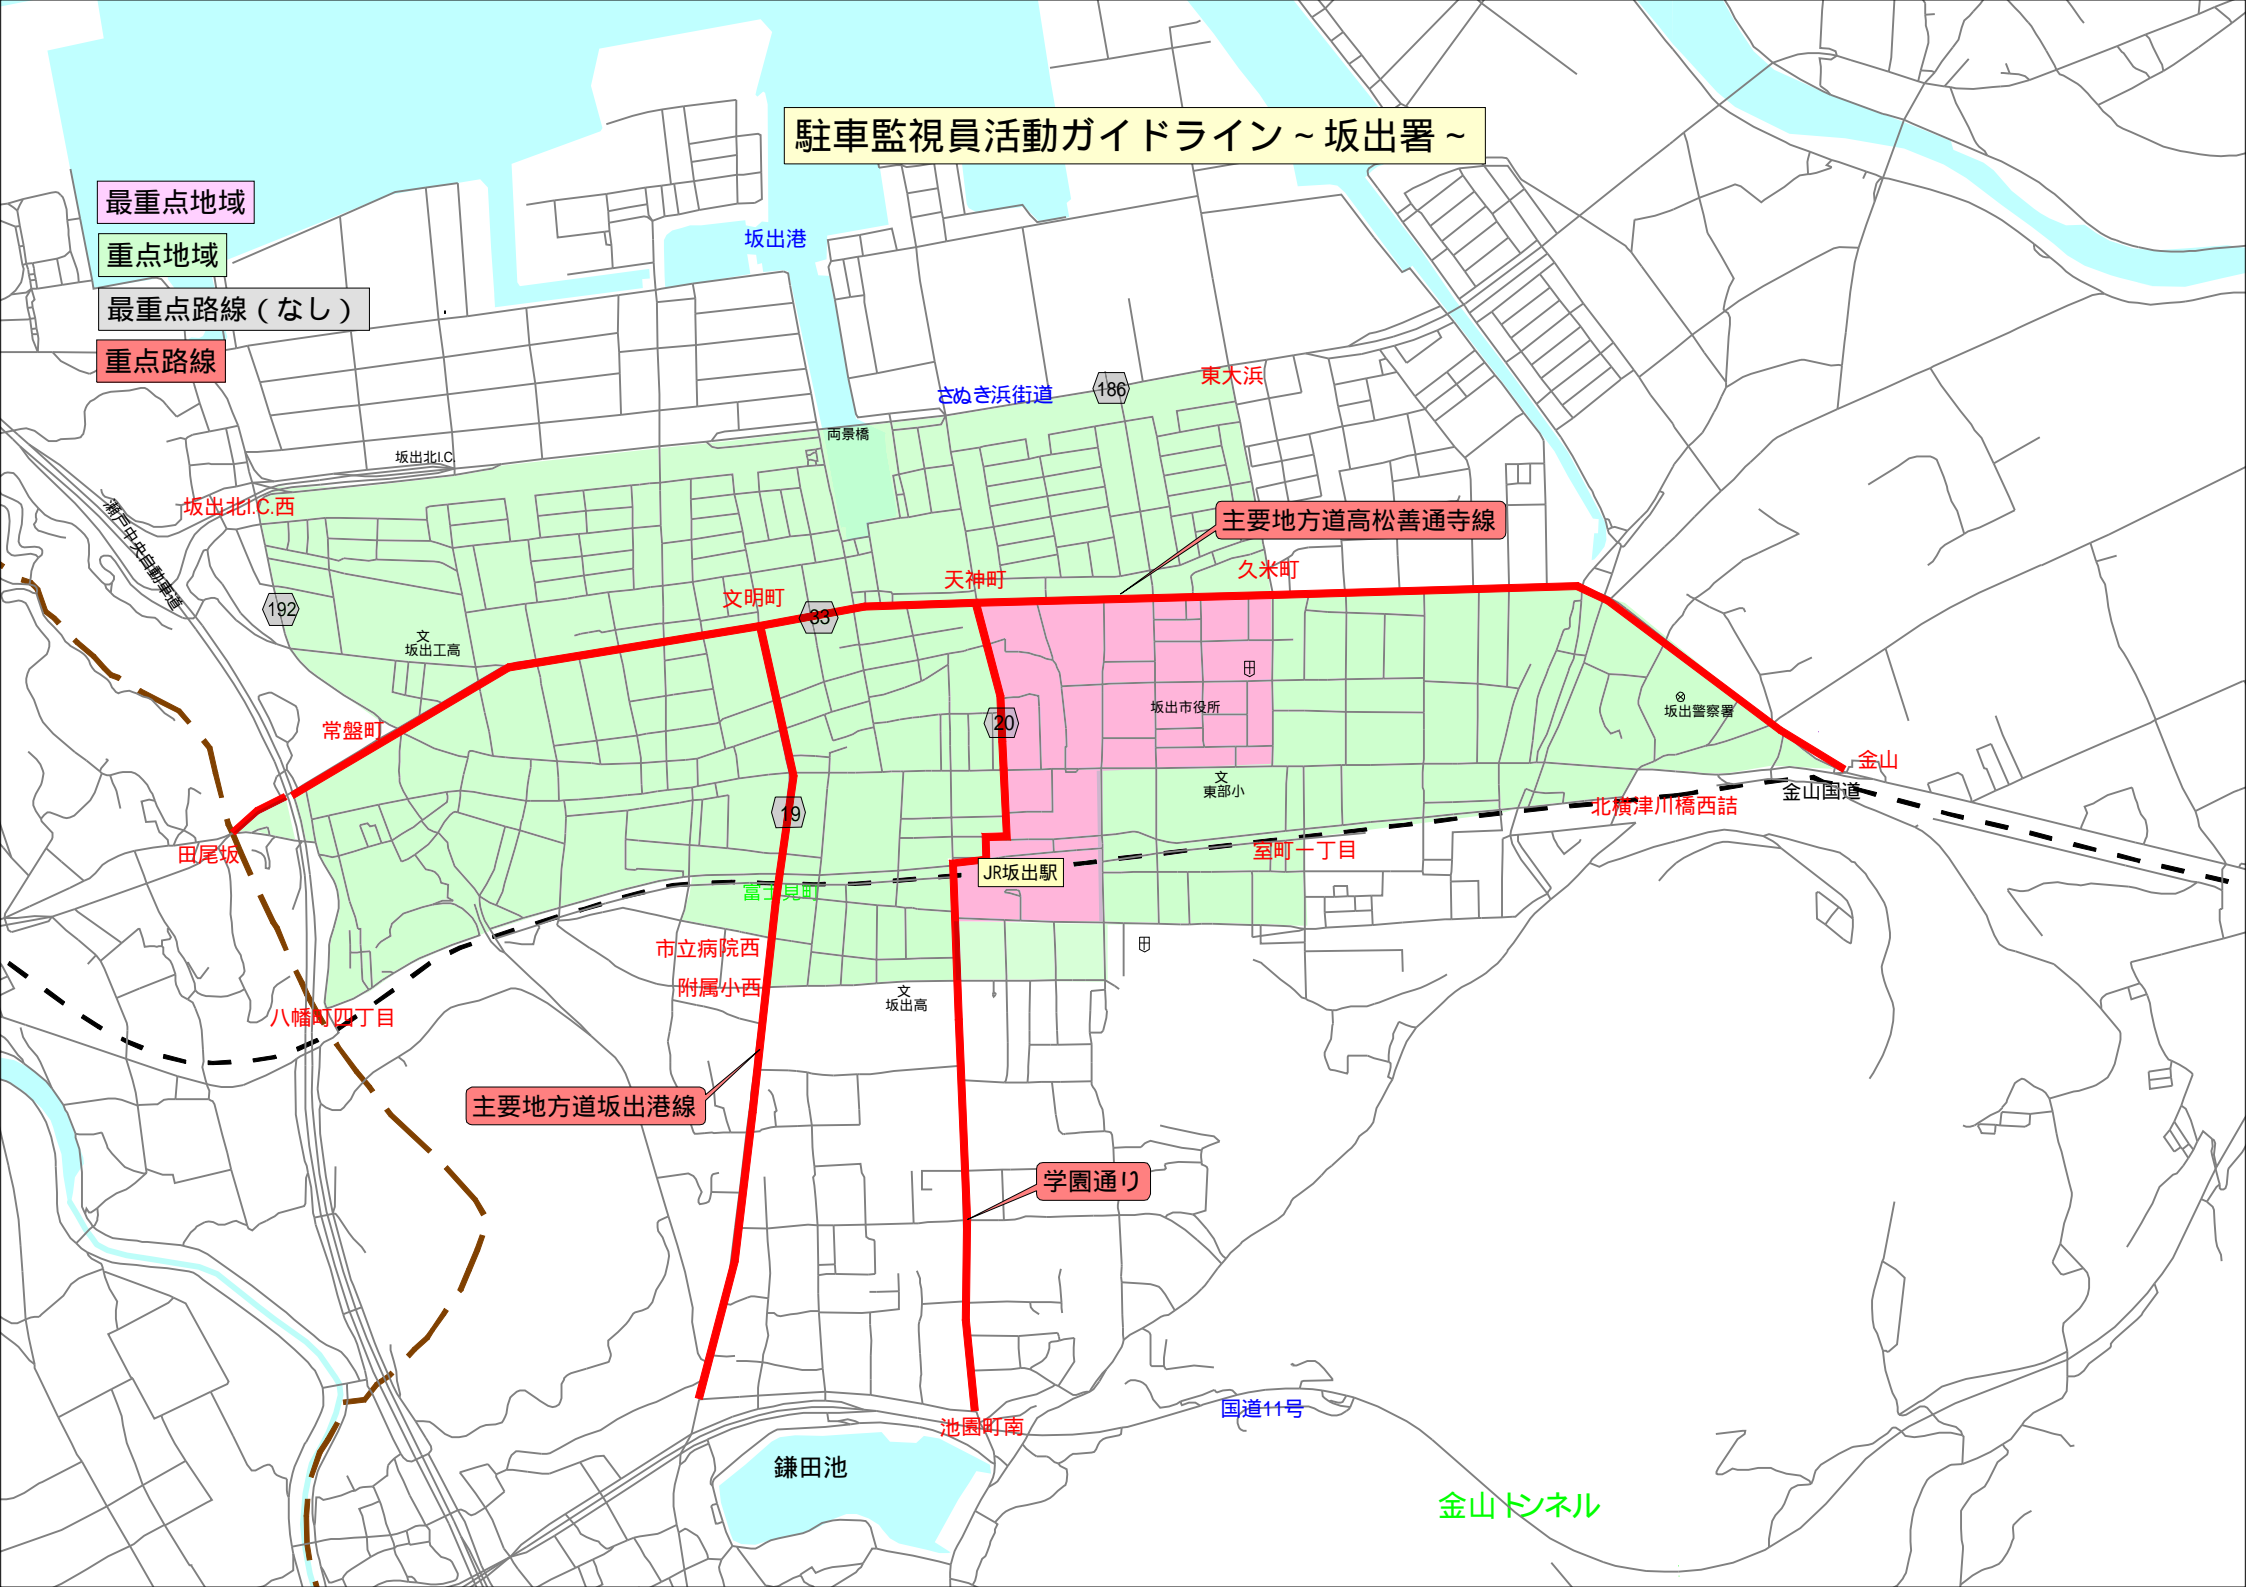 駐車監視員活動ガイドライン～坂出署～
最重点地域
坂出港
重点地域
最重点路線（なし）
重点路線
東大浜
186
さぬき浜街道
両景橋
坂出北I.C.
坂出北I.C.西
瀬戸中央自動車道
主要地方道高松善通寺線
久米町
天神町
文明町
192
33
文
坂出工高
坂出市役所
坂出警察署
20
常盤町
金山
文
東部小
金山国道
北横津川橋西詰
19
田尾坂
室町一丁目
JR坂出駅
富士見町
市立病院西
附属小西
文
坂出高
八幡町四丁目
主要地方道坂出港線
学園通り
国道11号
池園町南
鎌田池
金山トンネル